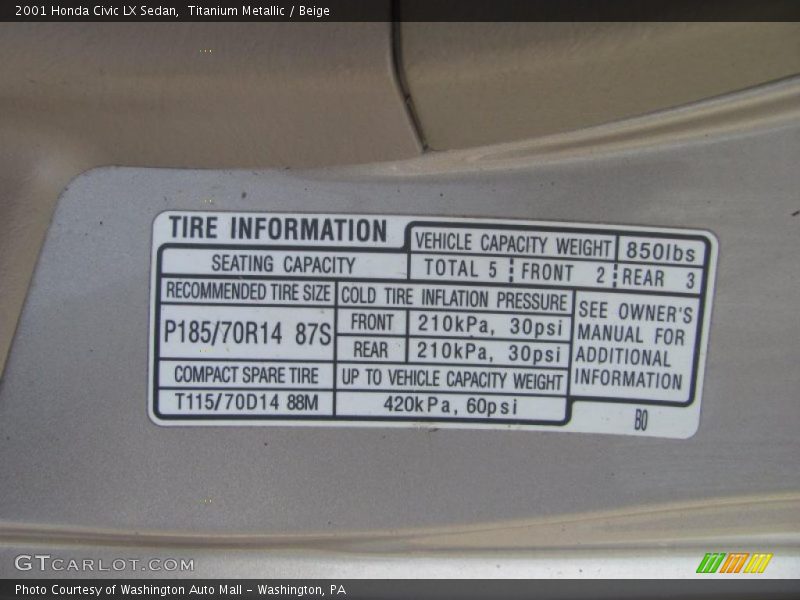 2001 Honda Civic LX Sedan,  Titanium Metallic / Beige
TIRE INFORMATION
VEHICLE CAPACITY WEIGHT 850lbs
SEATING CAPACITY TOTAL 5 FRONT 2 REAR 3
RECOMMENDED TIRE SIZE COLD TIRE INFLATION PRESSURE
P185/70R14 87S
FRONT 210kPa, 30psi
REAR 210kPa, 30psi
SEE OWNER'S
MANUAL FOR
ADDITIONAL
INFORMATION
COMPACT SPARE TIRE UP TO VEHICLE CAPACITY WEIGHT
T115/70D14 88M 420kPa, 60psi
B0
GTCARLOT.COM
Photo Courtesy of Washington Auto Mall - Washington, PA